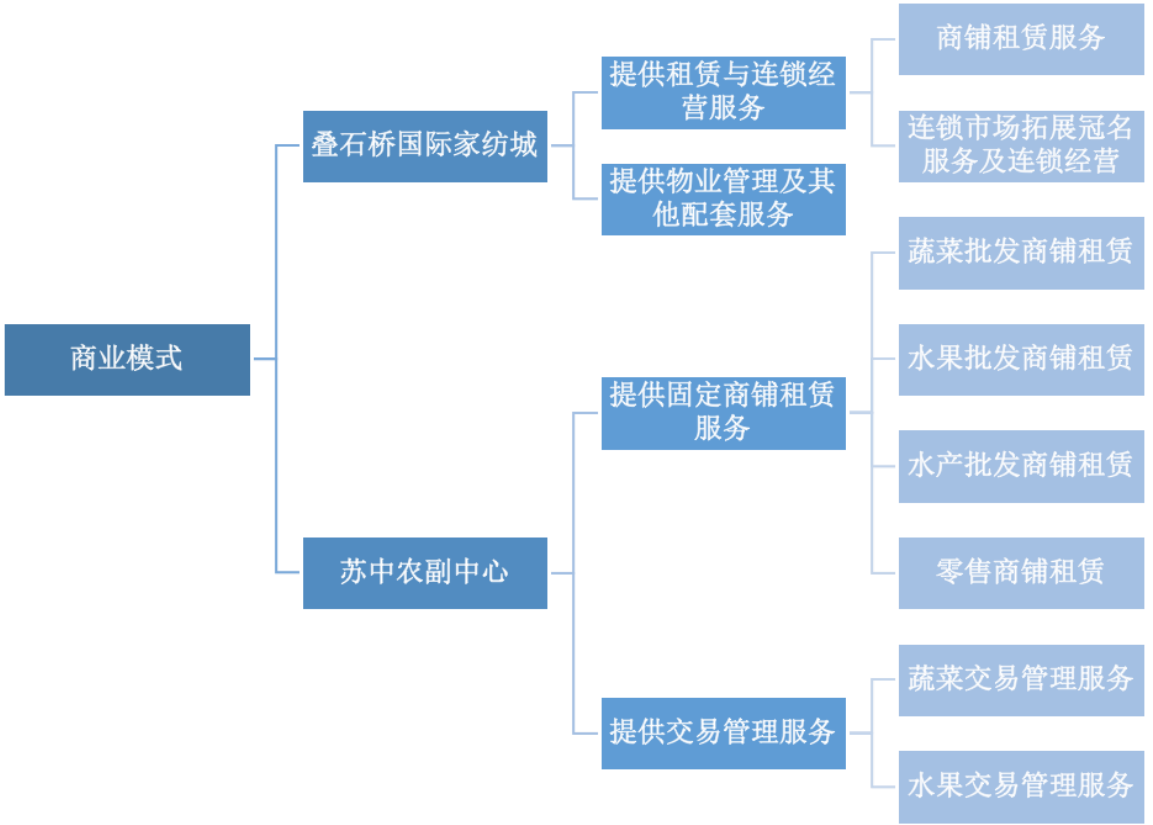 商业模式
叠石桥国际家纺城
提供租赁与连锁经
营服务
商铺租赁服务
连锁市场拓展冠名
服务及连锁经营
提供物业管理及其
他配套服务
苏中农副中心
提供固定商铺租赁
服务
蔬菜批发商铺租赁
水果批发商铺租赁
水产批发商铺租赁
零售商铺租赁
提供交易管理服务
蔬菜交易管理服务
水果交易管理服务